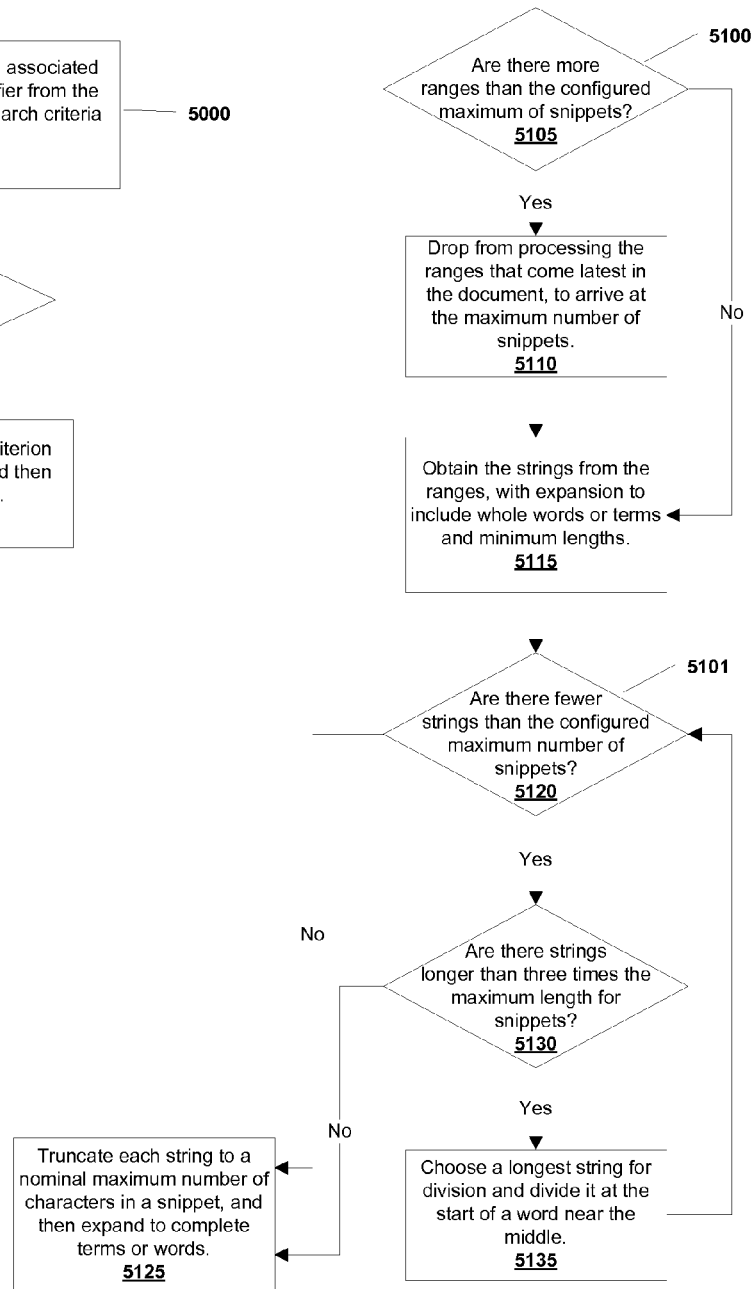 associated
fier from the
arch criteria
5000
iterion
d then
.
5100
Are there more
ranges than the configured
maximum of snippets?
5105
Yes
No
Drop from processing the
ranges that come latest in
the document, to arrive at
the maximum number of
snippets.
5110
Obtain the strings from the
ranges, with expansion to
include whole words or terms
and minimum lengths.
5115
5101
Are there fewer
strings than the configured
maximum number of
snippets?
5120
Yes
No
Are there strings
longer than three times the
maximum length for
snippets?
5130
Yes
No
Truncate each string to a
nominal maximum number of
characters in a snippet, and
then expand to complete
terms or words.
5125
Choose a longest string for
division and divide it at the
start of a word near the
middle.
5135